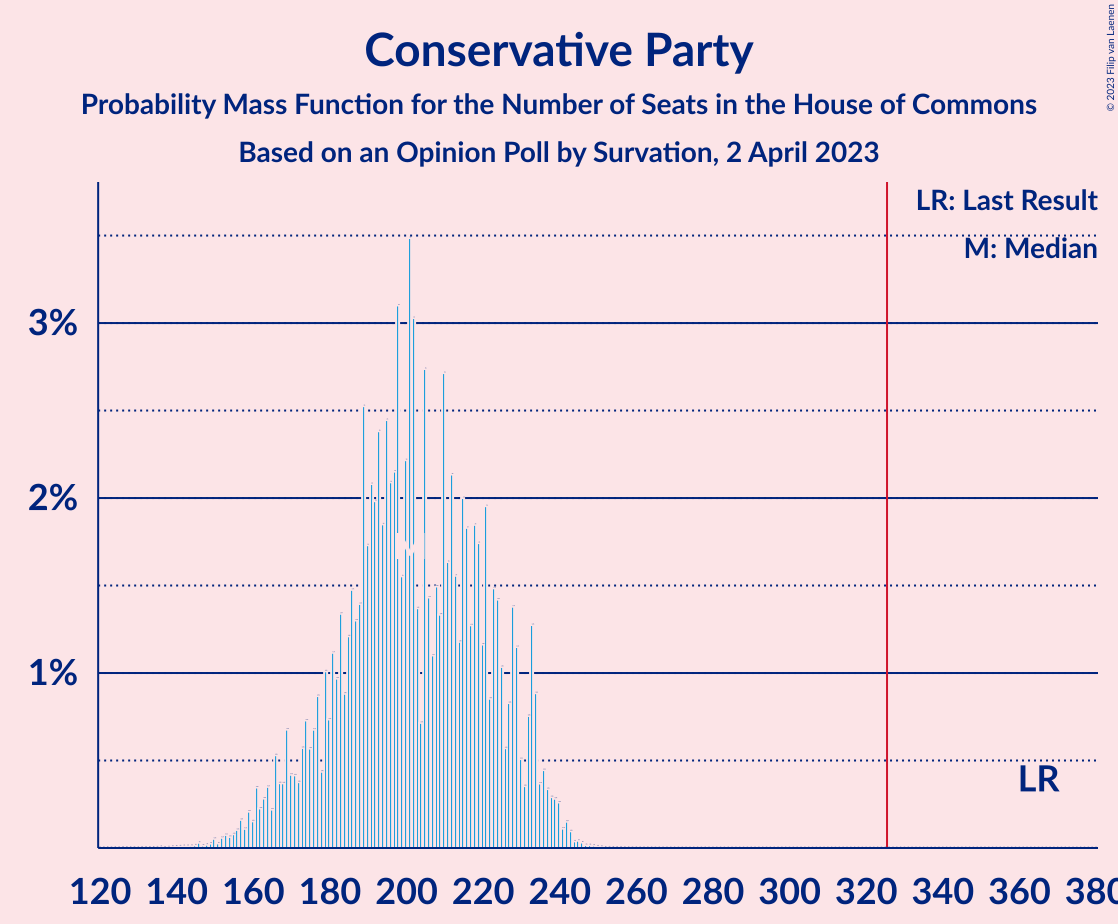 Conservative Party
Probability Mass Function for the Number of Seats in the House of Commons
Based on an Opinion Poll by Survation, 2 April 2023
© 2023 Filip van Laenen
LR: Last Result
M: Median
3%
2%
1%
LR
120 140 160 180 200 220 240 260 280 300 320 340 360 380